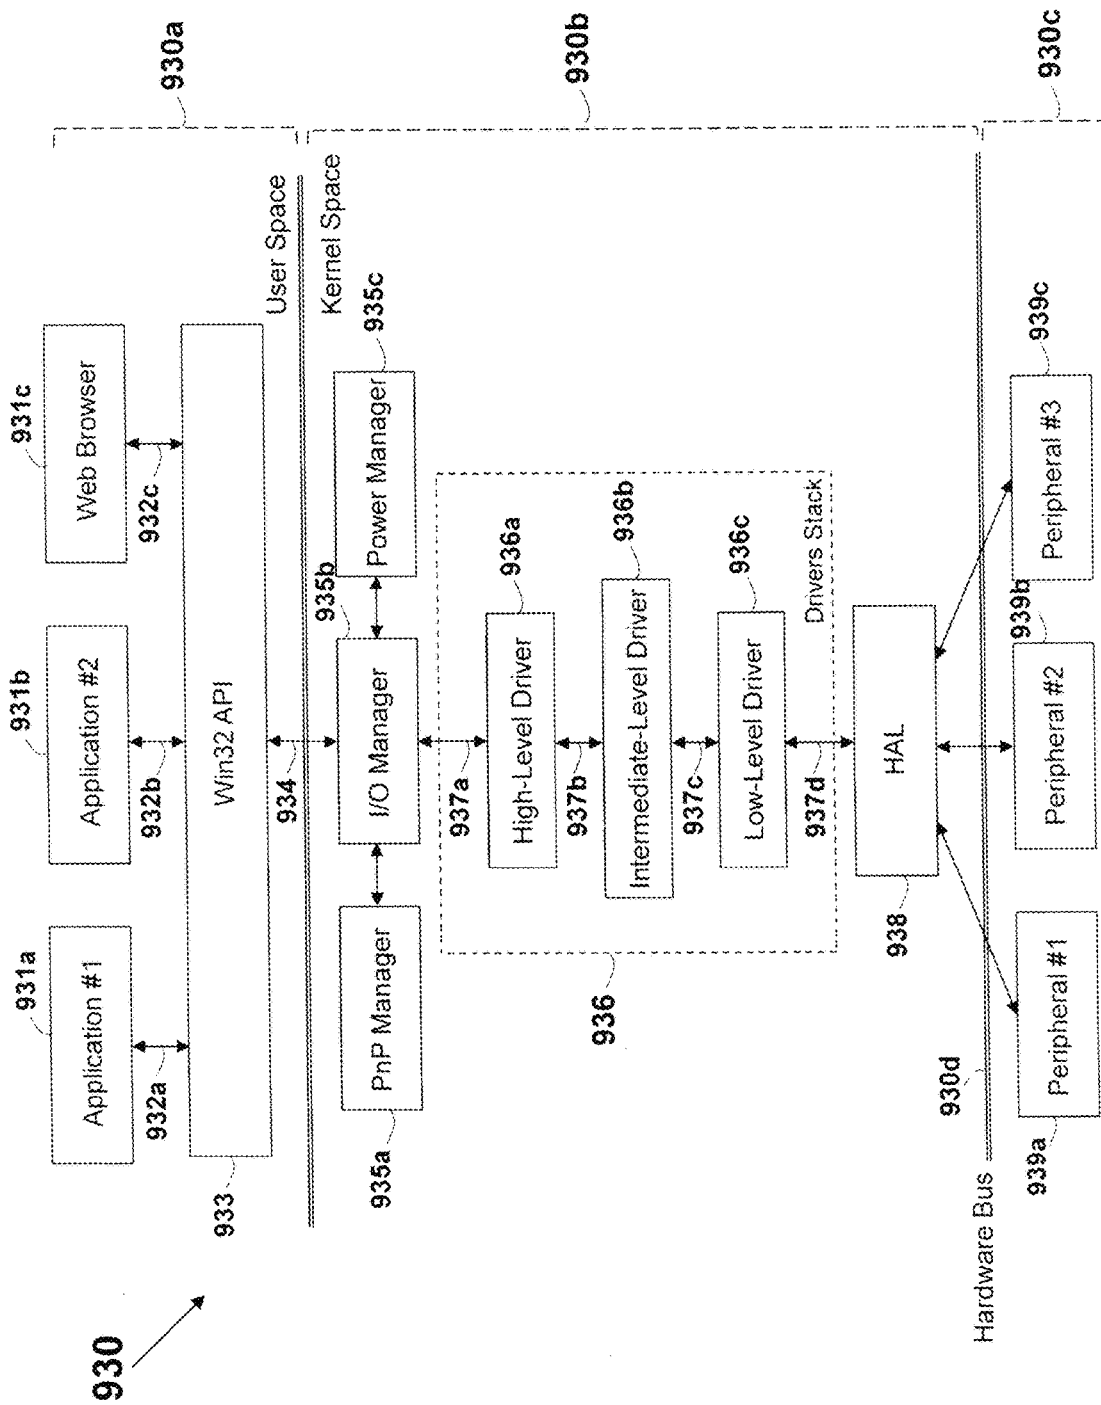 930
931a
931b
931c
Application #1
Application #2
Web Browser
932a
932b
932c
933
Win32 API
930a
User Space
934
Kernel Space
930b
935a
935b
935c
PnP Manager
I/O Manager
Power Manager
937a
936a
High-Level Driver
937b
936b
Intermediate-Level Driver
937c
936c
Low-Level Driver
937d
Drivers Stack
936
938
HAL
930d
Hardware Bus
930c
939a
939b
939c
Peripheral #1
Peripheral #2
Peripheral #3